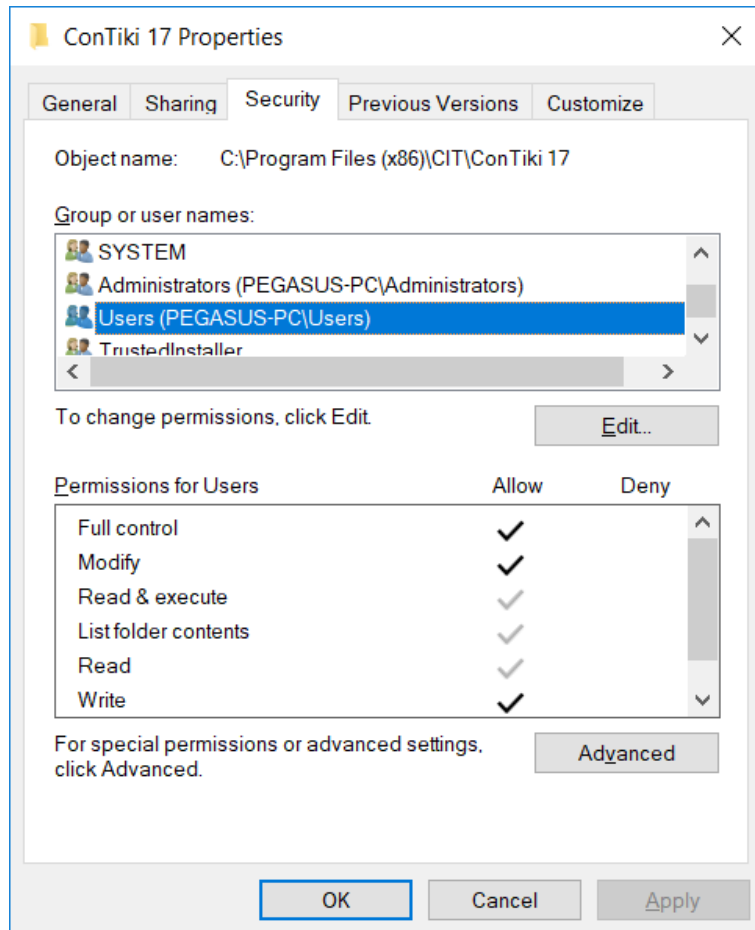 ConTiki 17 Properties
General Sharing Security Previous Versions Customize
Object name: C:\Program Files (x86)\CIT\ConTiki 17
Group or user names:
SYSTEM
Administrators (PEGASUS-PC\Administrators)
Users (PEGASUS-PC\Users)
TrustedInstaller
To change permissions, click Edit.
Edit...
Permissions for Users Allow Deny
Full control
Modify
Read & execute
List folder contents
Read
Write
For special permissions or advanced settings,
click Advanced.
Advanced
OK Cancel Apply